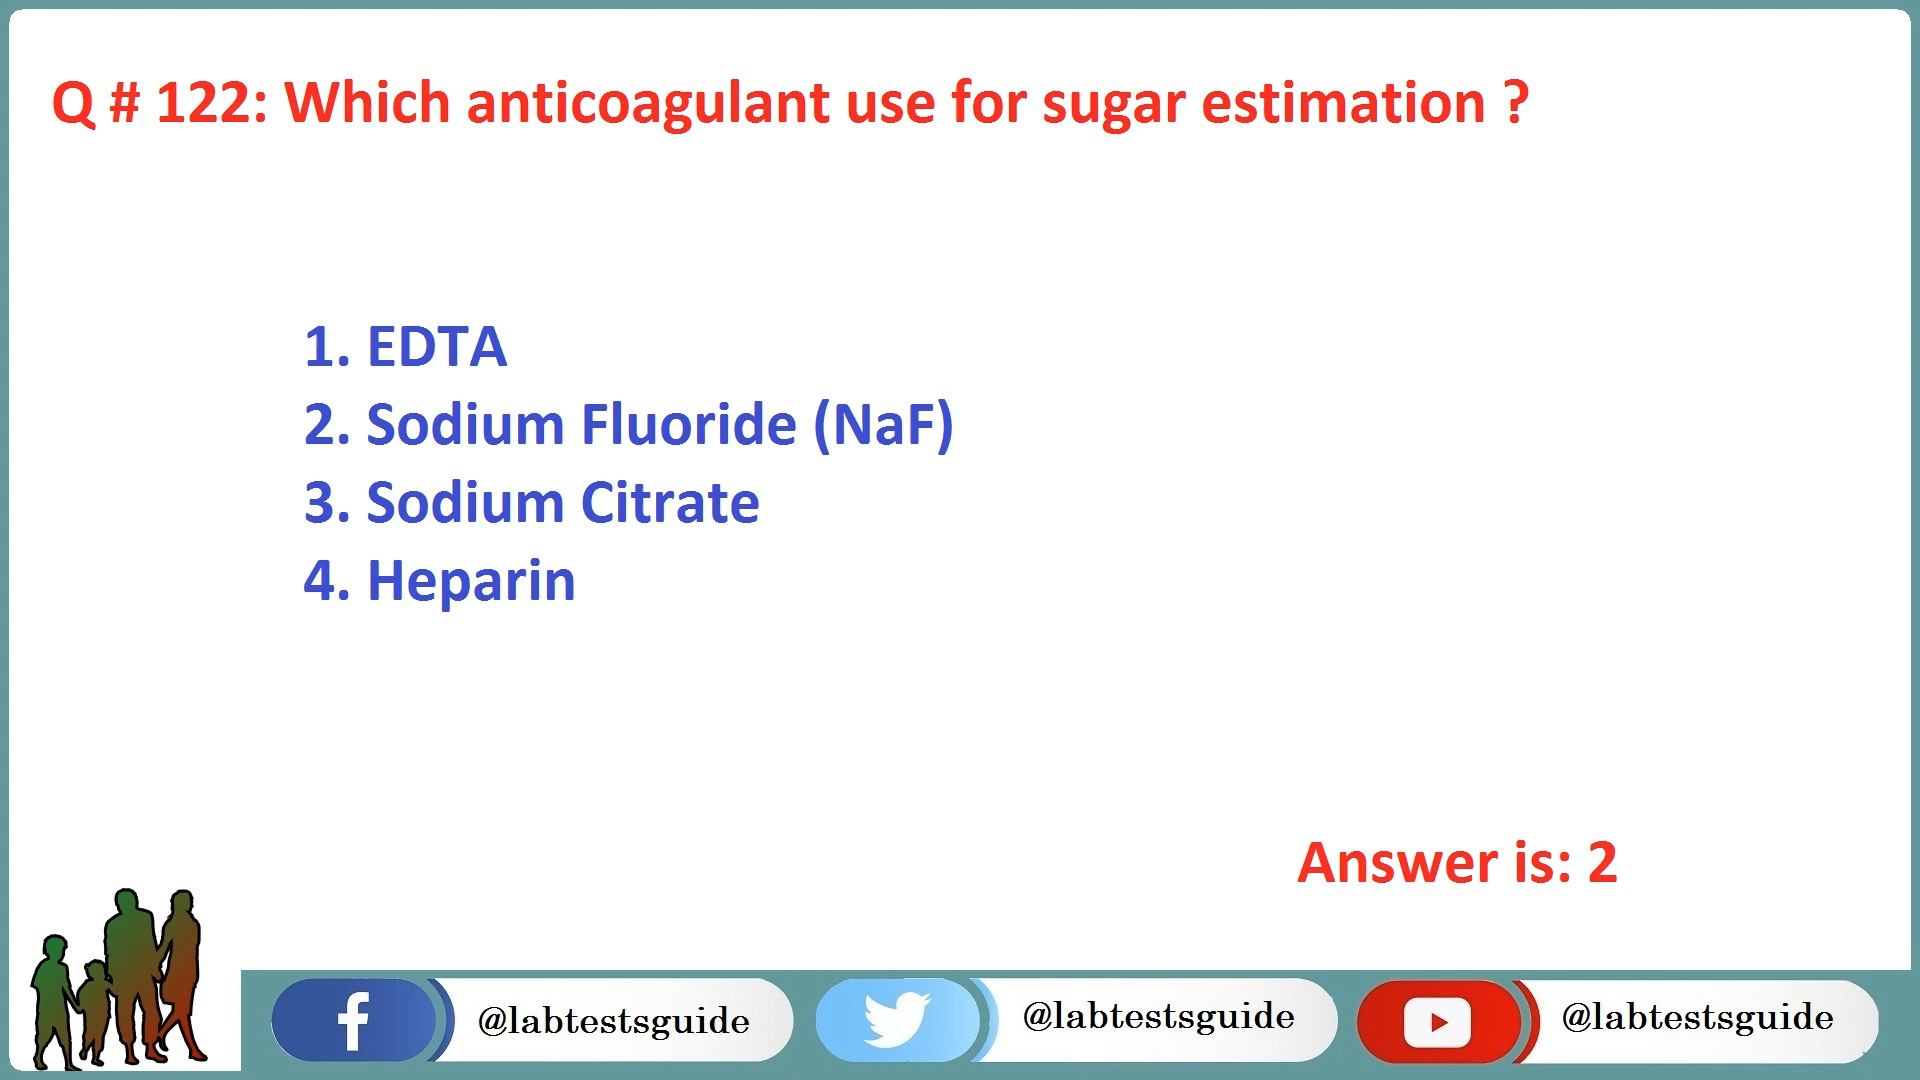 Q # 122: Which anticoagulant use for sugar estimation ?
1. EDTA
2. Sodium Fluoride (NaF)
3. Sodium Citrate
4. Heparin
Answer is: 2
@labtestsguide
@labtestsguide
@labtestsguide